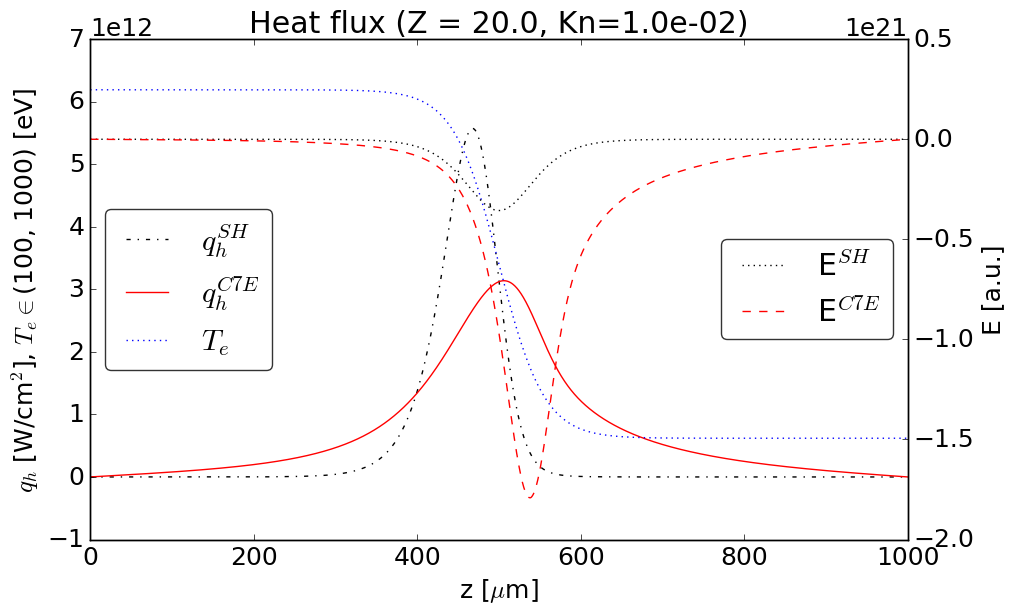 Heat flux (Z = 20.0, Kn=1.0e-02)
1e12
1e21
7
6
5
4
3
2
1
0
−1
0.5
0.0
−0.5
−1.0
−1.5
−2.0
0
200
400
600
800
1000
z [μm]
q_h [W/cm²], T_e ∈ (100, 1000) [eV]
E [a.u.]
q_h^{SH}
q_h^{C7E}
T_e
E^{SH}
E^{C7E}